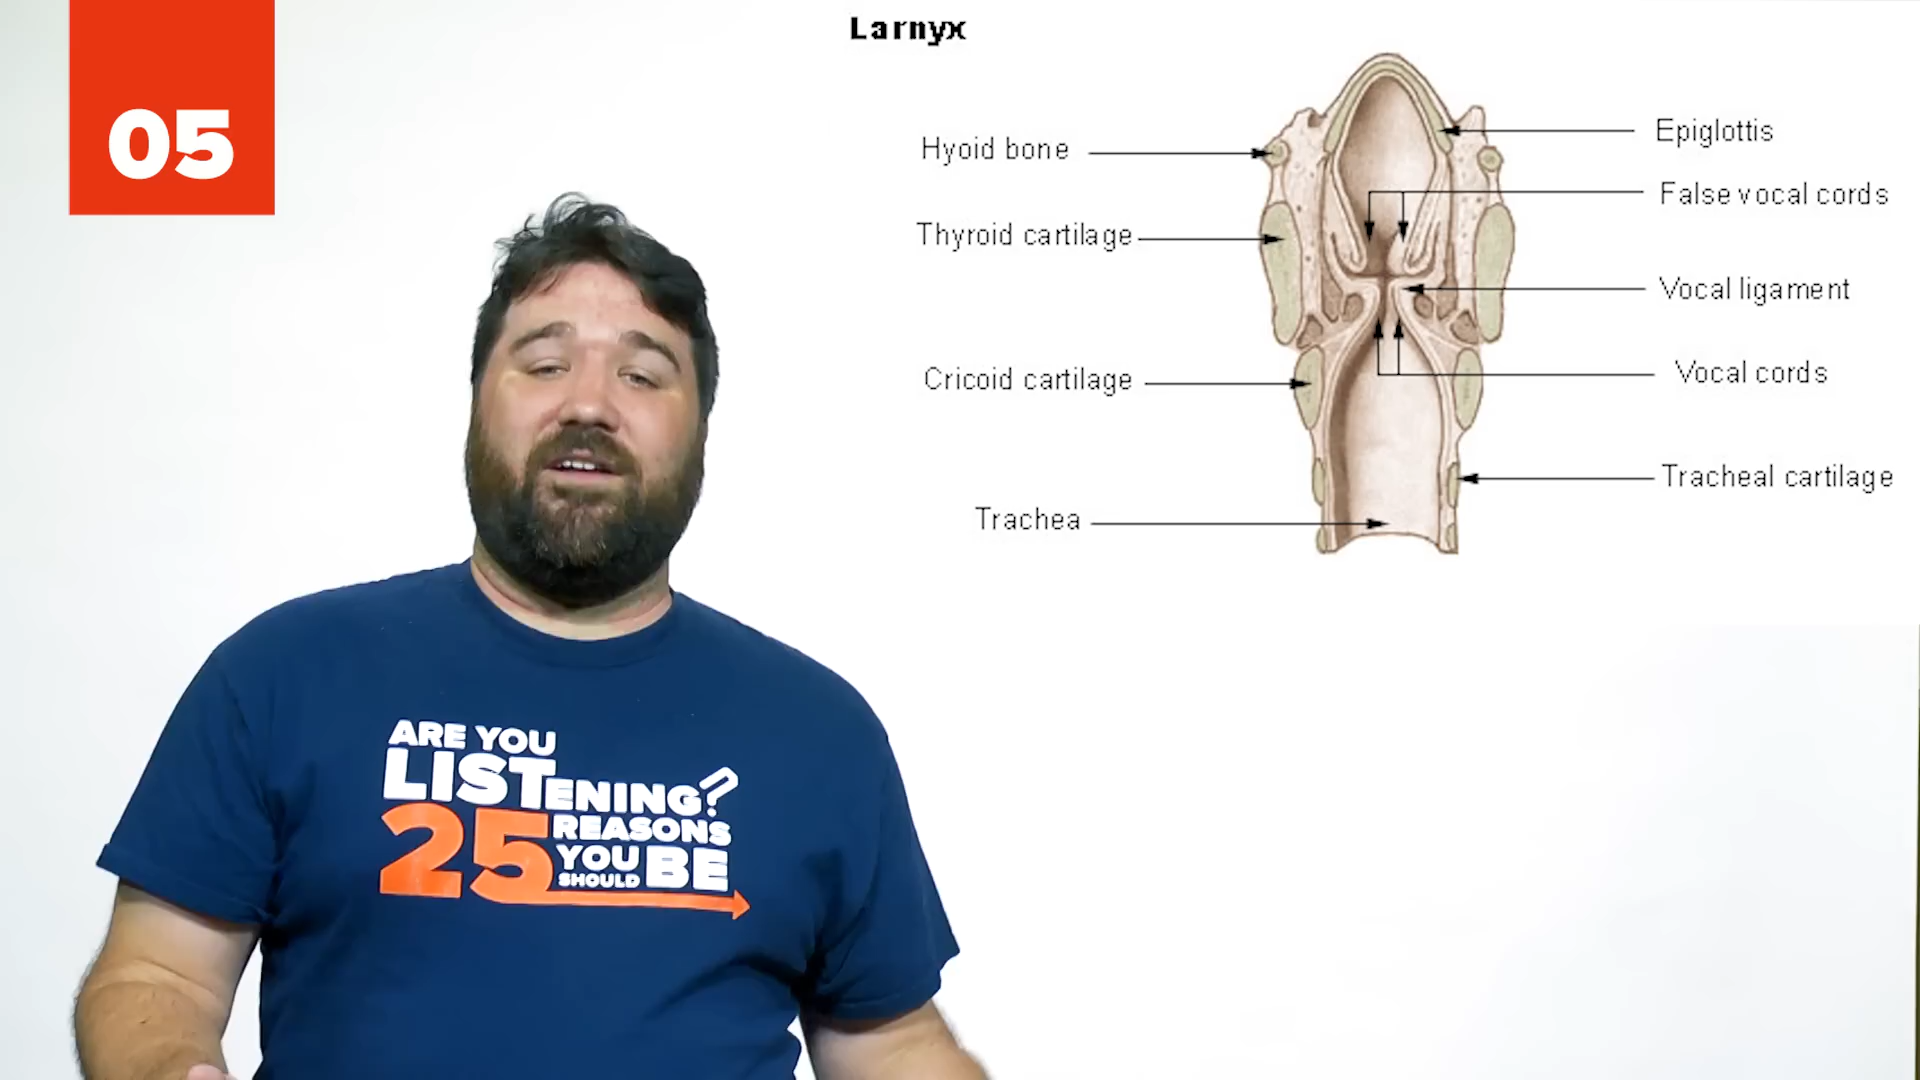 05
Larnyx
Hyoid bone
Thyroid cartilage
Cricoid cartilage
Trachea
Epiglottis
False vocal cords
Vocal ligament
Vocal cords
Tracheal cartilage
ARE YOU
LISTENING?
25 REASONS
YOU SHOULD BE